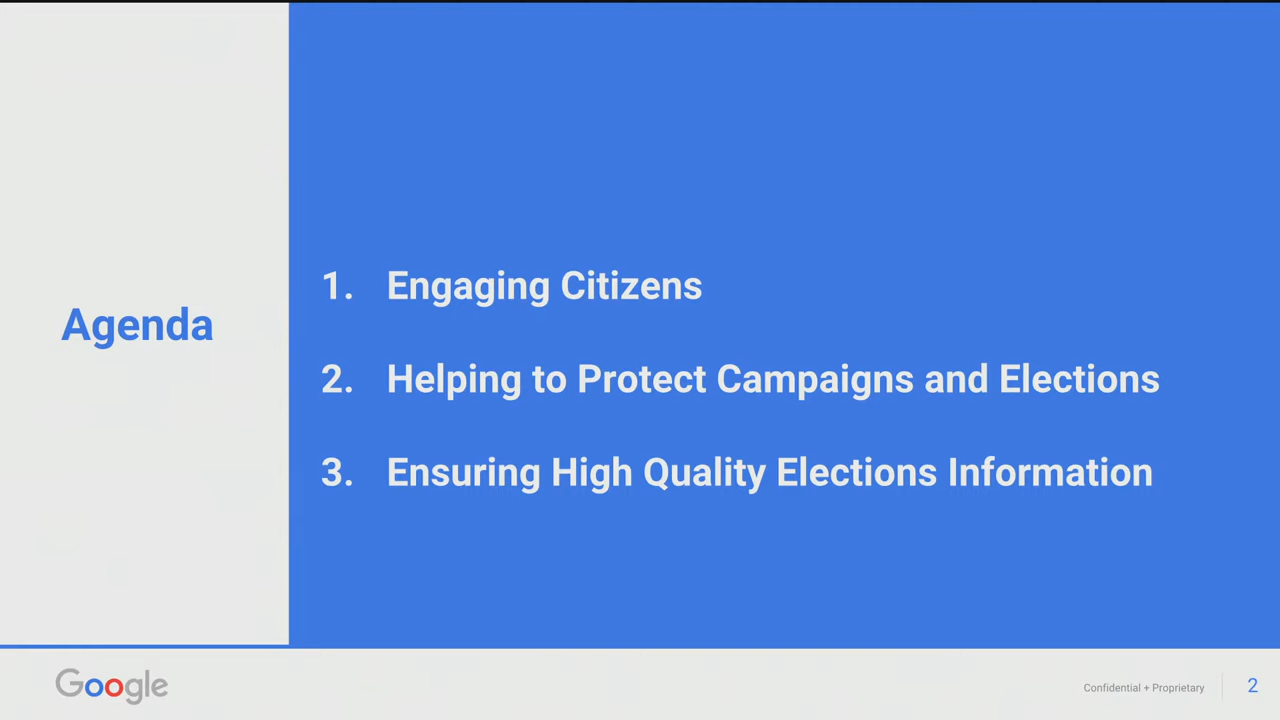 Agenda
1. Engaging Citizens
2. Helping to Protect Campaigns and Elections
3. Ensuring High Quality Elections Information
Google
Confidential + Proprietary
2